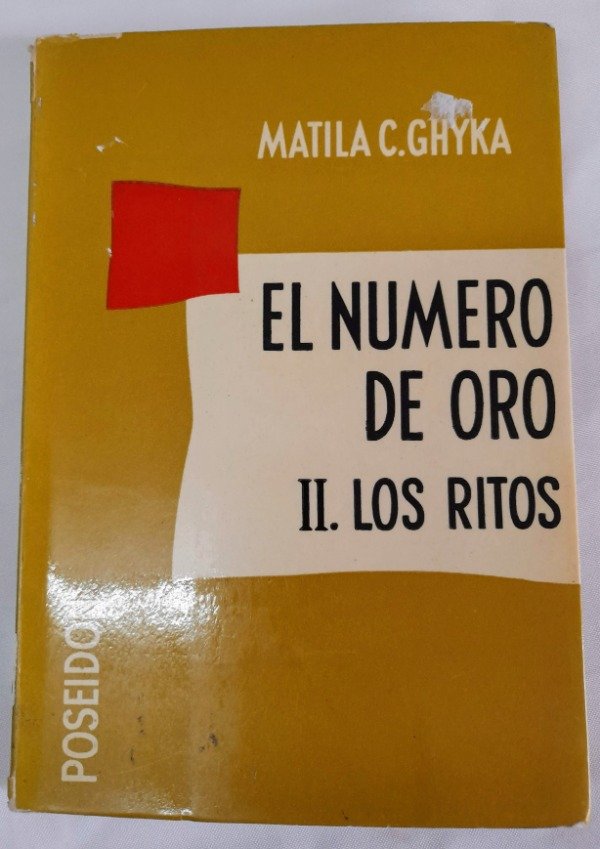 MATILA C. GHYKA
EL NUMERO
DE ORO
II. LOS RITOS
POSEIDON